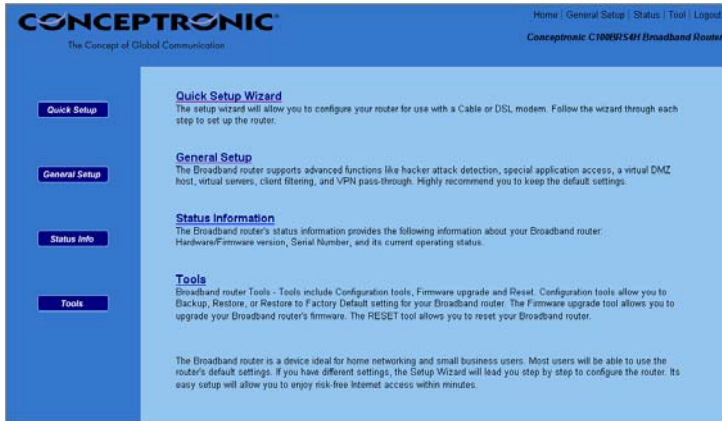 CONCEPTRONIC
The Concept of Global Communication
Home | General Setup | Status | Tool | Logout
Conceptronic C100BRS4H Broadband Router
Quick Setup
General Setup
Status Info
Tools
Quick Setup Wizard
The setup wizard will allow you to configure your router for use with a Cable or DSL modem. Follow the wizard through each
step to set up the router.
General Setup
The Broadband router supports advanced functions like hacker attack detection, special application access, a virtual DMZ
host, virtual servers, client filtering, and VPN pass-through. Highly recommend you to keep the default settings.
Status Information
The Broadband router's status information provides the following information about your Broadband router:
Hardware/Firmware version, Serial Number, and its current operating status.
Tools
Broadband router Tools - Tools include Configuration tools, Firmware upgrade and Reset. Configuration tools allow you to
Backup, Restore, or Restore to Factory Default setting for your Broadband router. The Firmware upgrade tool allows you to
upgrade your Broadband router's firmware. The RESET tool allows you to reset your Broadband router.
The Broadband router is a device ideal for home networking and small business users. Most users will be able to use the
router's default settings. If you have different settings, the Setup Wizard will lead you step by step to configure the router. Its
easy setup will allow you to enjoy risk-free Internet access within minutes.